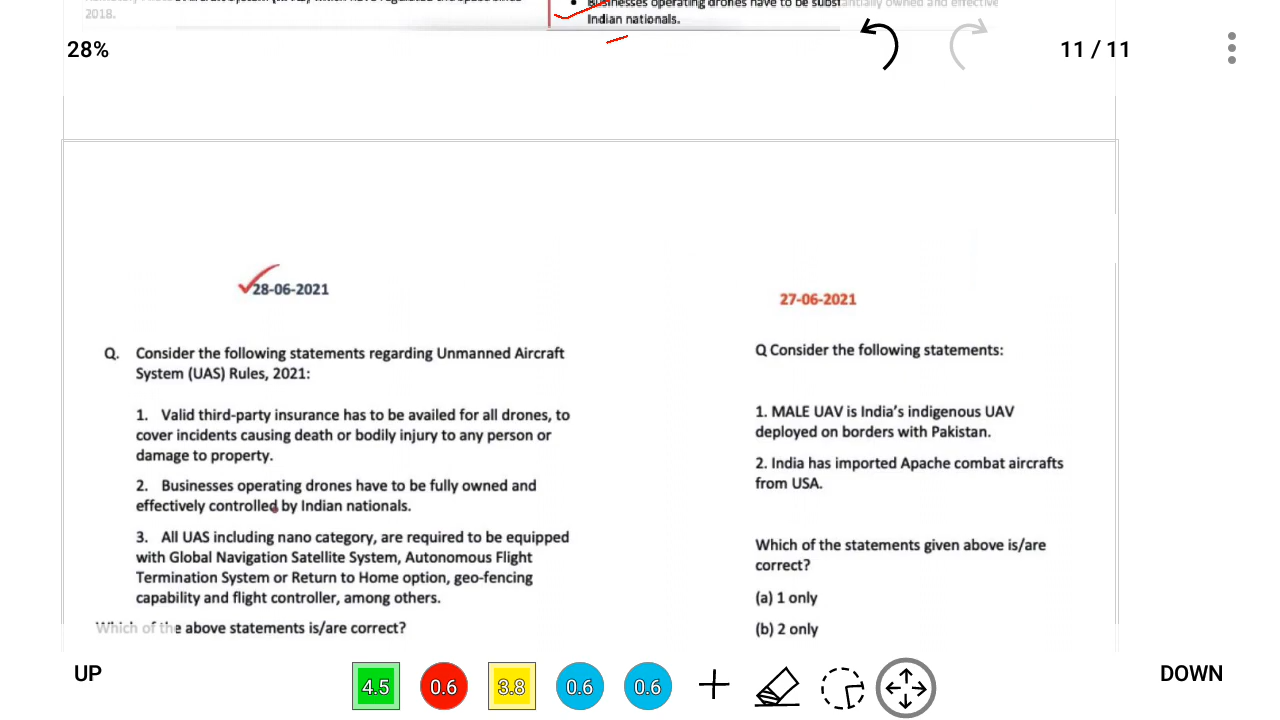 2018.
Businesses operating drones have to be substantially owned and effective
Indian nationals.
28%
11 / 11
28-06-2021
27-06-2021
Q. Consider the following statements regarding Unmanned Aircraft
System (UAS) Rules, 2021:
1. Valid third-party insurance has to be availed for all drones, to
cover incidents causing death or bodily injury to any person or
damage to property.
2. Businesses operating drones have to be fully owned and
effectively controlled by Indian nationals.
3. All UAS including nano category, are required to be equipped
with Global Navigation Satellite System, Autonomous Flight
Termination System or Return to Home option, geo-fencing
capability and flight controller, among others.
Which of the above statements is/are correct?
Q Consider the following statements:
1. MALE UAV is India's indigenous UAV
deployed on borders with Pakistan.
2. India has imported Apache combat aircrafts
from USA.
Which of the statements given above is/are
correct?
(a) 1 only
(b) 2 only
UP
4.5
0.6
3.8
0.6
0.6
DOWN